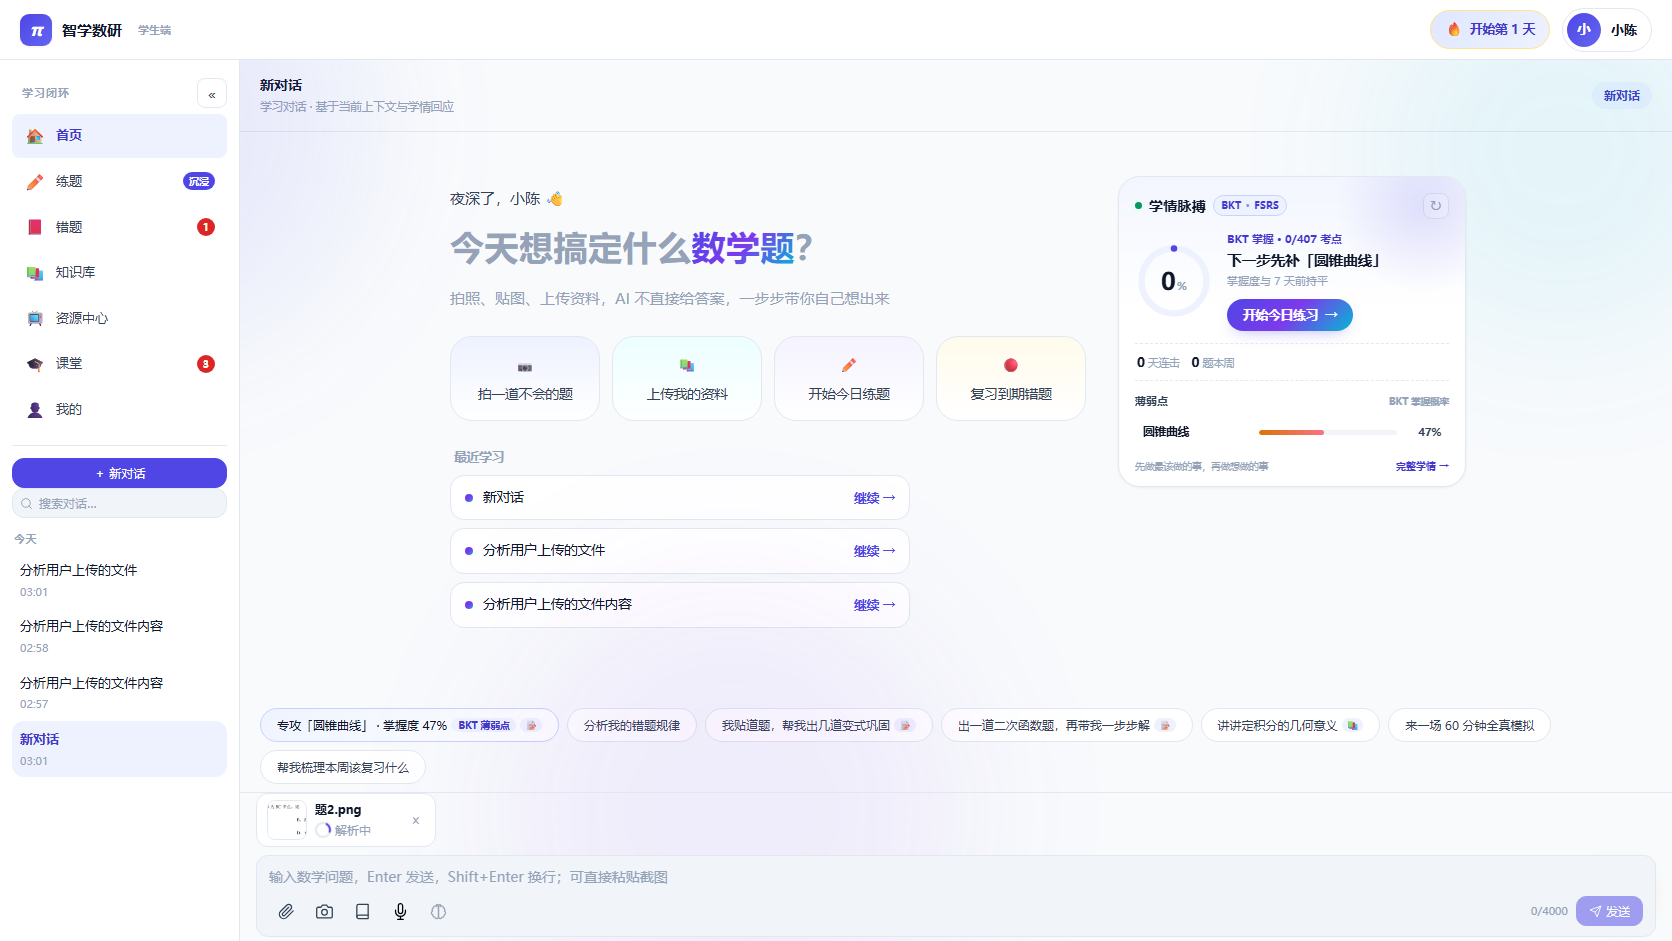 π 智学数研 学生端
开始第 1 天
小 小陈
学习闭环 «
首页
练题 沉浸
错题 1
知识库
资源中心
课堂 3
我的
+ 新对话
搜索对话...
今天
分析用户上传的文件
03:01
分析用户上传的文件内容
02:58
分析用户上传的文件内容
02:57
新对话
03:01
新对话
学习对话 · 基于当前上下文与学情回应
新对话
夜深了，小陈
今天想搞定什么数学题?
拍照、贴图、上传资料，AI 不直接给答案，一步步带你自己想出来
拍一道不会的题
上传我的资料
开始今日练题
复习到期错题
最近学习
新对话 继续 →
分析用户上传的文件 继续 →
分析用户上传的文件内容 继续 →
学情脉搏 BKT · FSRS ↻
0%
BKT 掌握 • 0/407 考点
下一步先补「圆锥曲线」
掌握度与 7 天前持平
开始今日练习 →
0 天连击 0 题本周
薄弱点 BKT 掌握概率
圆锥曲线 47%
先做最该做的事，再做想做的事 完整学情 →
专攻「圆锥曲线」 · 掌握度 47% BKT 薄弱点
分析我的错题规律
我贴道题，帮我出几道变式巩固
出一道二次函数题，再带我一步步解
讲讲定积分的几何意义
来一场 60 分钟全真模拟
帮我梳理本周该复习什么
题2.png
解析中
x
输入数学问题，Enter 发送，Shift+Enter 换行；可直接粘贴截图
0/4000 发送